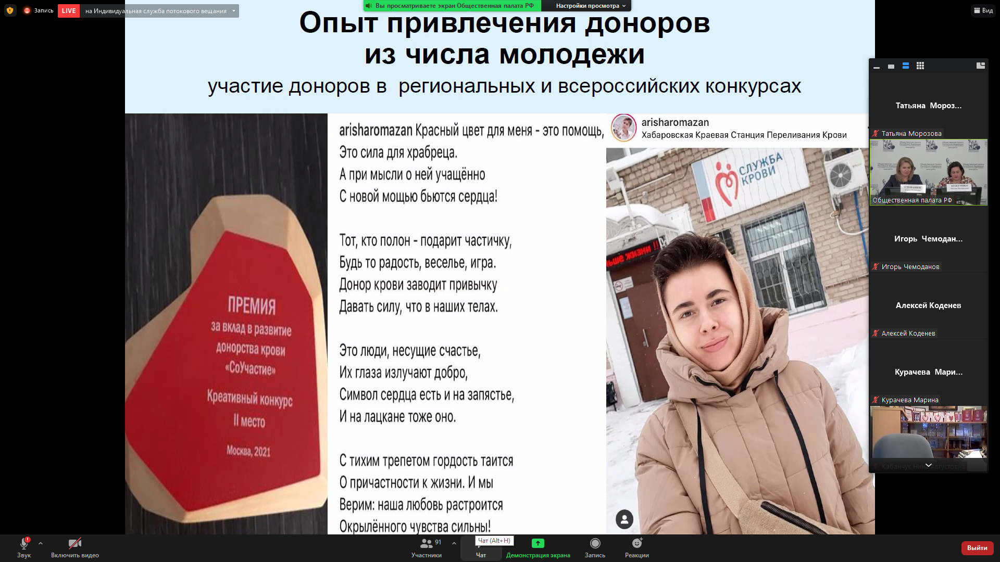 Запись
LIVE
на Индивидуальная служба потокового вещания
Вы просматриваете экран Общественная палата РФ
Настройки просмотра
Вид
Опыт привлечения доноров
из числа молодежи
участие доноров в региональных и всероссийских конкурсах
ПРЕМИЯ
за вклад в развитие
донорства крови
«СоУчастие»
Креативный конкурс
II место
Москва, 2021
arisharomazan Красный цвет для меня - это помощь,
Это сила для храбреца.
А при мысли о ней учащённо
С новой мощью бьются сердца!
Тот, кто полон - подарит частичку,
Будь то радость, веселье, игра.
Донор крови заводит привычку
Давать силу, что в наших телах.
Это люди, несущие счастье,
Их глаза излучают добро,
Символ сердца есть и на запястье,
И на лацкане тоже оно.
С тихим трепетом гордость таится
О причастности к жизни. И мы
Верим: наша любовь растроится
Окрылённого чувства сильны!
arisharomazan
Хабаровская Краевая Станция Переливания Крови
СЛУЖБА
КРОВИ
ьше жизни !!
Татьяна Мороз...
Татьяна Морозова
СТЕФАНЮК
КОЖЕМЯКО
Общественная палата РФ
Игорь Чемодан...
Игорь Чемоданов
Алексей Коденев
Алексей Коденев
Курачева Мари...
Курачева Марина
Кабанчук Нина Августовна
Звук
Включить видео
91
Участники
Чат (Alt+H)
Чат
Демонстрация экрана
Запись
Реакции
Выйти